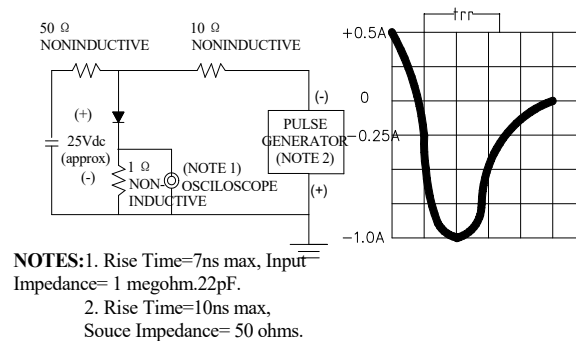 50 Ω
NONINDUCTIVE
10 Ω
NONINDUCTIVE
trr
+0.5A
0
-0.25A
-1.0A
(+)
25Vdc
(approx)
(-)
1 Ω
NON-
INDUCTIVE
(NOTE 1)
OSCILOSCOPE
(-)
PULSE
GENERATOR
(NOTE 2)
(+)
NOTES:1. Rise Time=7ns max, Input
Impedance= 1 megohm.22pF.
2. Rise Time=10ns max,
Souce Impedance= 50 ohms.